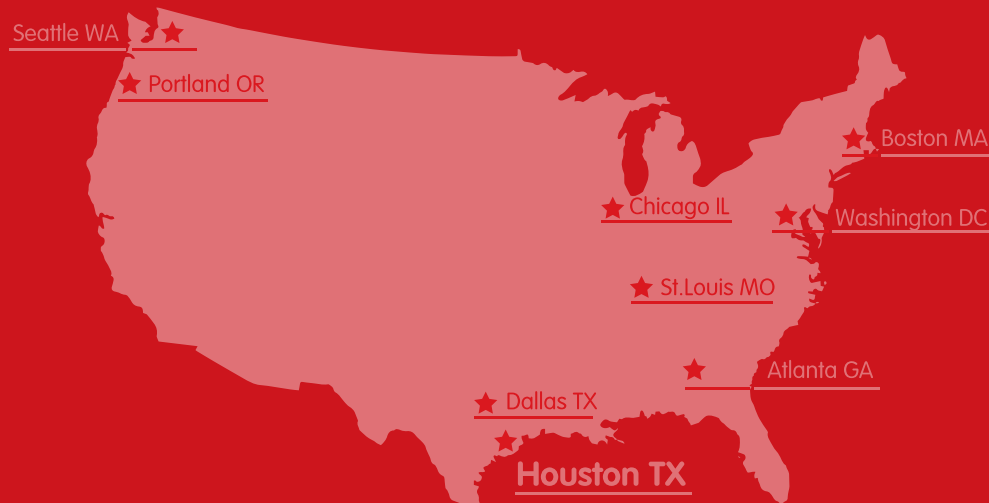 Seattle WA
Portland OR
Boston MA
Chicago IL
Washington DC
St.Louis MO
Atlanta GA
Dallas TX
Houston TX